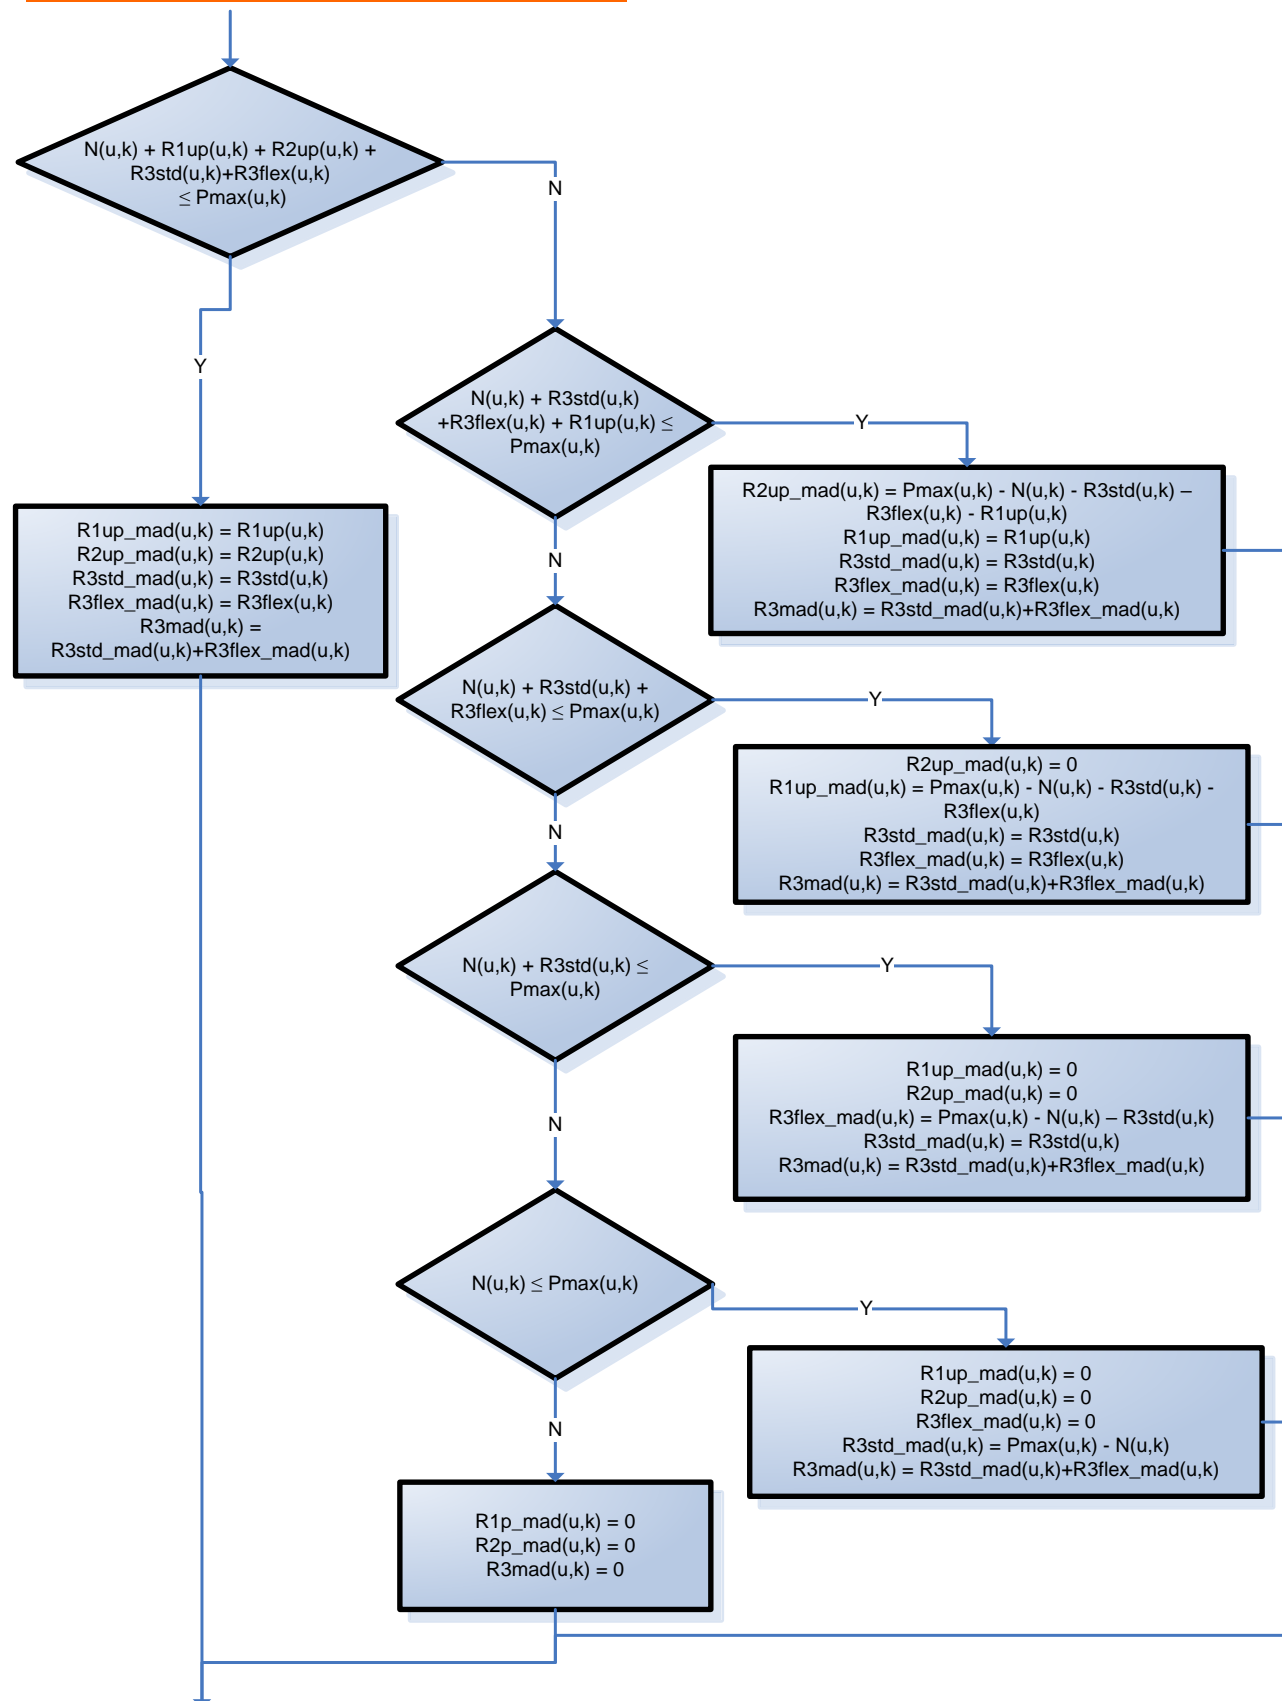 N(u,k) + R1up(u,k) + R2up(u,k) +
R3std(u,k)+R3flex(u,k)
≤ Pmax(u,k)
N
Y
N(u,k) + R3std(u,k)
+R3flex(u,k) + R1up(u,k) ≤
Pmax(u,k)
Y
R2up_mad(u,k) = Pmax(u,k) - N(u,k) - R3std(u,k) –
R3flex(u,k) - R1up(u,k)
R1up_mad(u,k) = R1up(u,k)
R3std_mad(u,k) = R3std(u,k)
R3flex_mad(u,k) = R3flex(u,k)
R3mad(u,k) = R3std_mad(u,k)+R3flex_mad(u,k)
R1up_mad(u,k) = R1up(u,k)
R2up_mad(u,k) = R2up(u,k)
R3std_mad(u,k) = R3std(u,k)
R3flex_mad(u,k) = R3flex(u,k)
R3mad(u,k) =
R3std_mad(u,k)+R3flex_mad(u,k)
N
N(u,k) + R3std(u,k) +
R3flex(u,k) ≤ Pmax(u,k)
Y
R2up_mad(u,k) = 0
R1up_mad(u,k) = Pmax(u,k) - N(u,k) - R3std(u,k) -
R3flex(u,k)
R3std_mad(u,k) = R3std(u,k)
R3flex_mad(u,k) = R3flex(u,k)
R3mad(u,k) = R3std_mad(u,k)+R3flex_mad(u,k)
N
N(u,k) + R3std(u,k) ≤
Pmax(u,k)
Y
R1up_mad(u,k) = 0
R2up_mad(u,k) = 0
R3flex_mad(u,k) = Pmax(u,k) - N(u,k) – R3std(u,k)
R3std_mad(u,k) = R3std(u,k)
R3mad(u,k) = R3std_mad(u,k)+R3flex_mad(u,k)
N
N(u,k) ≤ Pmax(u,k)
Y
R1up_mad(u,k) = 0
R2up_mad(u,k) = 0
R3flex_mad(u,k) = 0
R3std_mad(u,k) = Pmax(u,k) - N(u,k)
R3mad(u,k) = R3std_mad(u,k)+R3flex_mad(u,k)
N
R1p_mad(u,k) = 0
R2p_mad(u,k) = 0
R3mad(u,k) = 0